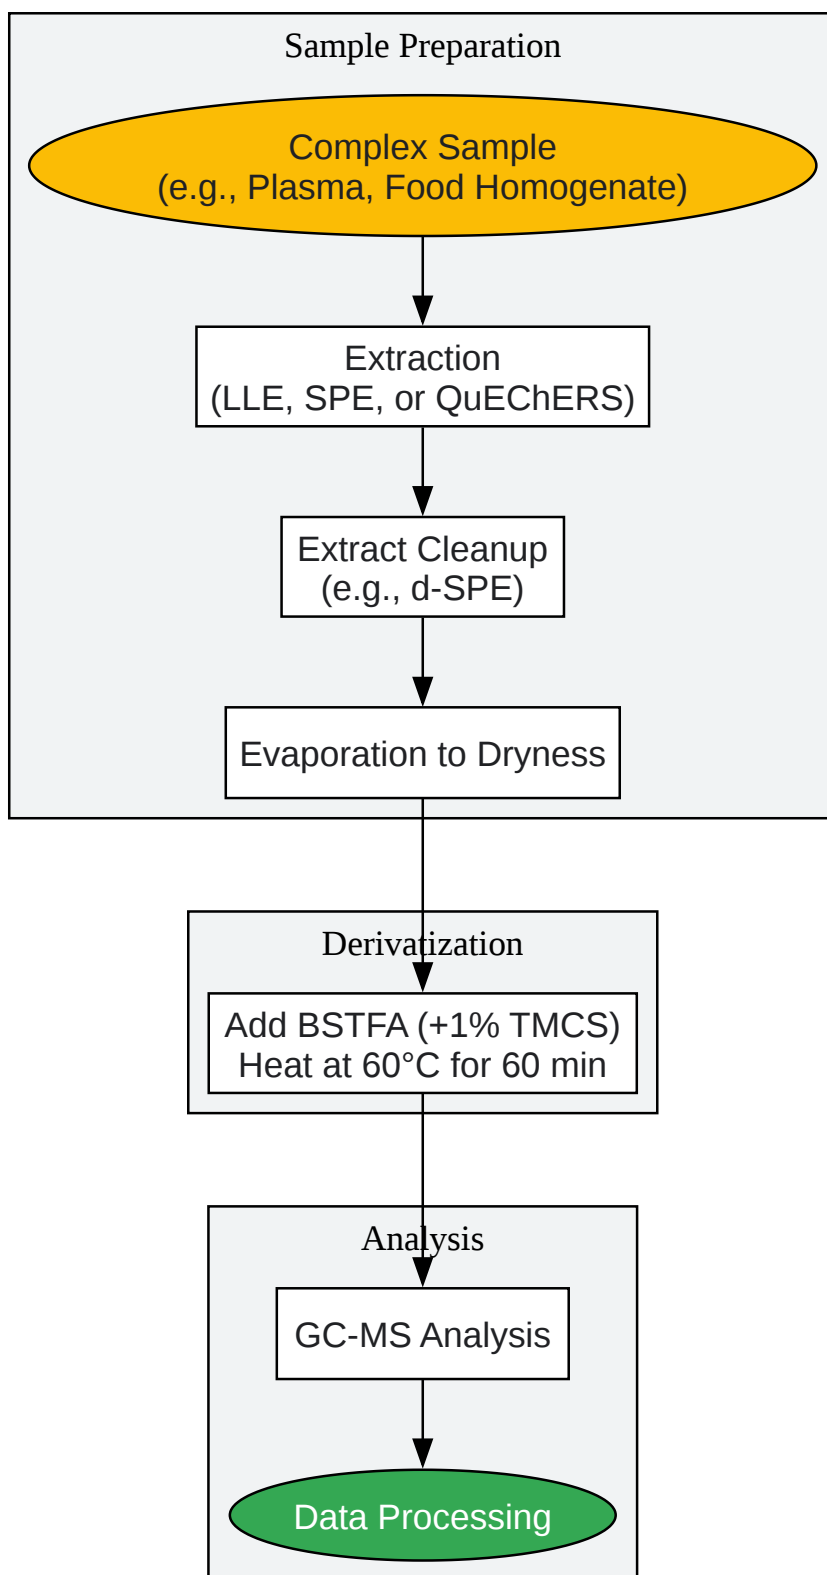 Sample Preparation
Complex Sample
(e.g., Plasma, Food Homogenate)
Extraction
(LLE, SPE, or QuEChERS)
Extract Cleanup
(e.g., d-SPE)
Evaporation to Dryness
Derivatization
Add BSTFA (+1% TMCS)
Heat at 60°C for 60 min
Analysis
GC-MS Analysis
Data Processing